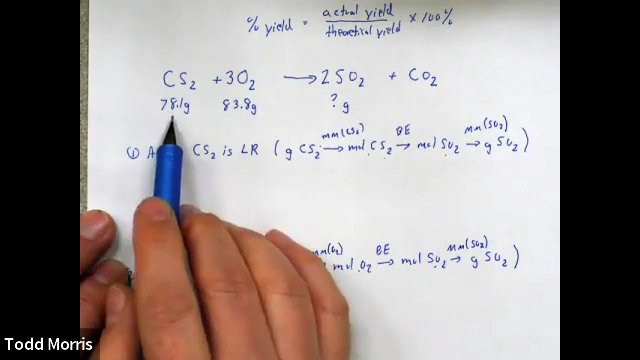 % yield = actual yield / theoretical yield × 100%
CS₂ + 3O₂ → 2SO₂ + CO₂
78.1g 83.8g ? g
① A CS₂ is LR ( g CS₂ —MM(CS₂)→ mol CS₂ —BE→ mol SO₂ —MM(SO₂)→ g SO₂ )
MM(O₂)→ mol O₂ —BE→ mol SO₂ —MM(SO₂)→ g SO₂ )
Todd Morris